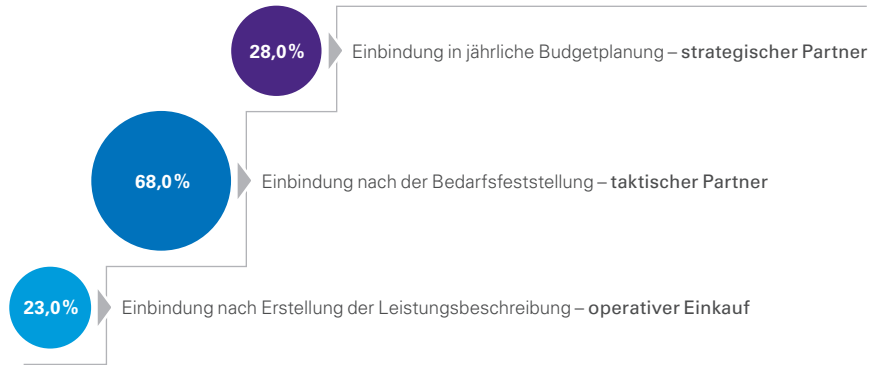 28,0% Einbindung in jährliche Budgetplanung – strategischer Partner
68,0% Einbindung nach der Bedarfsfeststellung – taktischer Partner
23,0% Einbindung nach Erstellung der Leistungsbeschreibung – operativer Einkauf